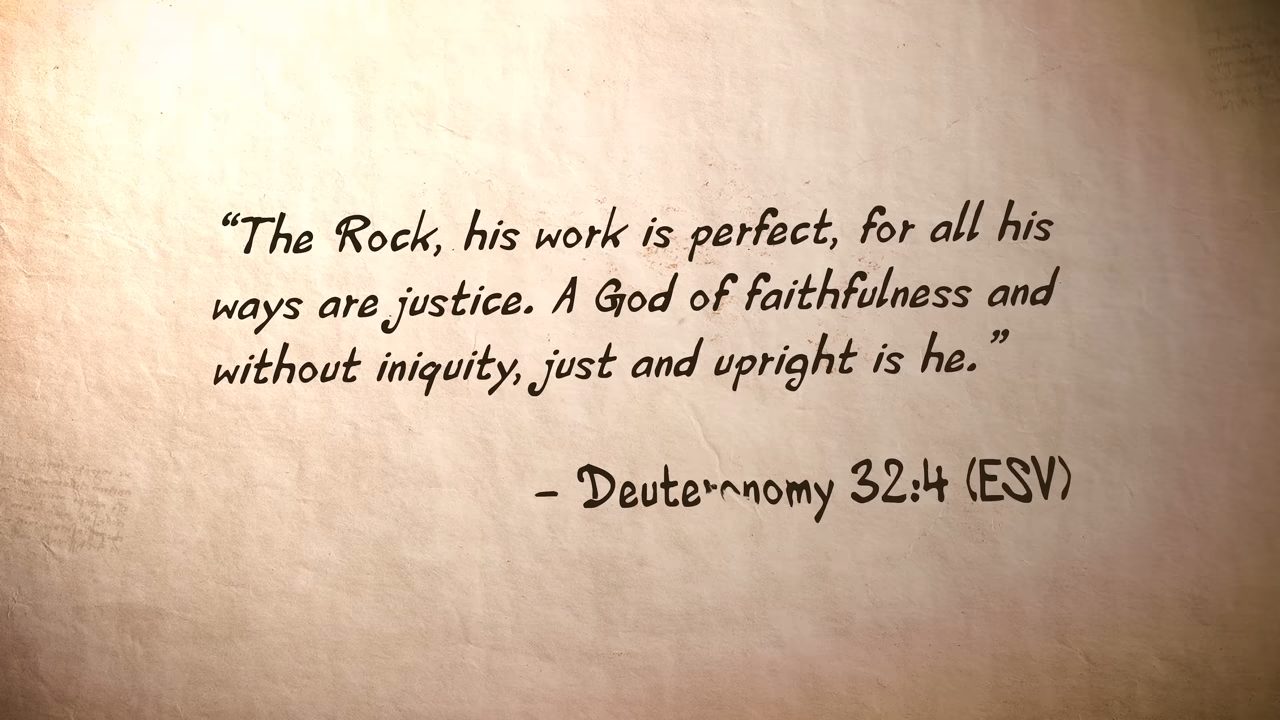 “The Rock, his work is perfect, for all his
ways are justice. A God of faithfulness and
without iniquity, just and upright is he.”
– Deuteronomy 32:4 (ESV)